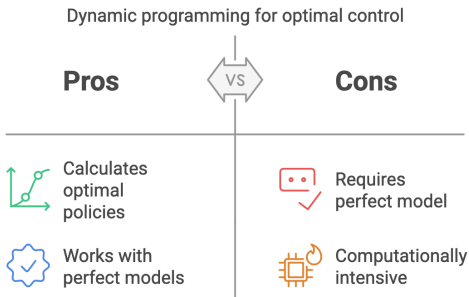 Dynamic programming for optimal control
Pros
VS
Cons
Calculates
optimal
policies
Requires
perfect model
Works with
perfect models
Computationally
intensive